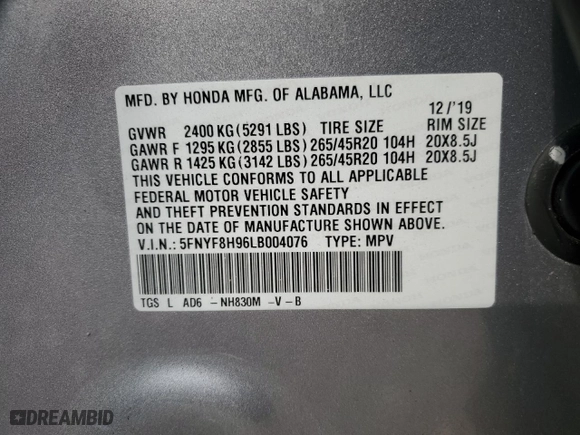 MFD. BY HONDA MFG. OF ALABAMA, LLC
12 /'19
GVWR 2400 KG (5291 LBS) TIRE SIZE RIM SIZE
GAWR F 1295 KG (2855 LBS) 265/45R20 104H 20X8.5J
GAWR R 1425 KG (3142 LBS) 265/45R20 104H 20X8.5J
THIS VEHICLE CONFORMS TO ALL APPLICABLE
FEDERAL MOTOR VEHICLE SAFETY
AND THEFT PREVENTION STANDARDS IN EFFECT
ON THE DATE OF MANUFACTURE SHOWN ABOVE.
V.I.N.: 5FNYF8H96LB004076 TYPE: MPV
TGS L AD6 - NH830M -V - B
DREAMBID